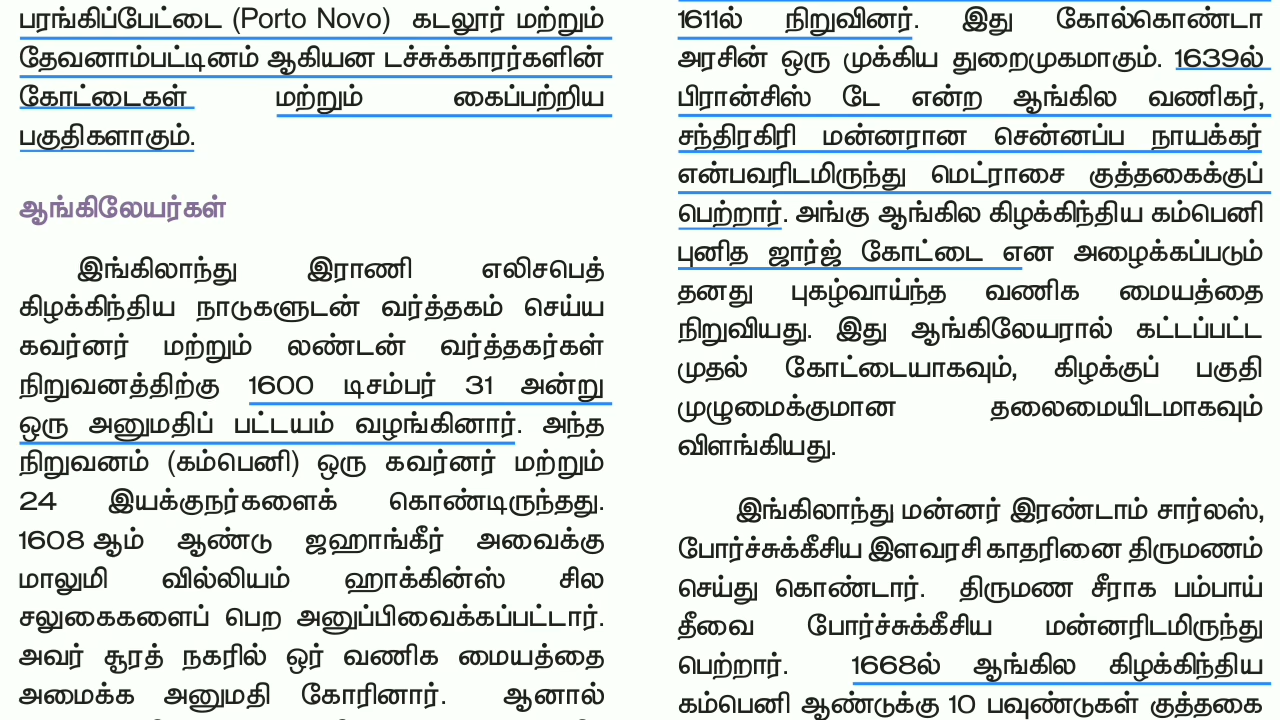 பரங்கிப்பேட்டை (Porto Novo) கடலூர் மற்றும்
தேவனாம்பட்டினம் ஆகியன டச்சுக்காரர்களின்
கோட்டைகள் மற்றும் கைப்பற்றிய
பகுதிகளாகும்.
ஆங்கிலேயர்கள்
இங்கிலாந்து இராணி எலிசபெத்
கிழக்கிந்திய நாடுகளுடன் வர்த்தகம் செய்ய
கவர்னர் மற்றும் லண்டன் வர்த்தகர்கள்
நிறுவனத்திற்கு 1600 டிசம்பர் 31 அன்று
ஒரு அனுமதிப் பட்டயம் வழங்கினார். அந்த
நிறுவனம் (கம்பெனி) ஒரு கவர்னர் மற்றும்
24 இயக்குநர்களைக் கொண்டிருந்தது.
1608 ஆம் ஆண்டு ஜஹாங்கீர் அவைக்கு
மாலுமி வில்லியம் ஹாக்கின்ஸ் சில
சலுகைகளைப் பெற அனுப்பிவைக்கப்பட்டார்.
அவர் சூரத் நகரில் ஒர் வணிக மையத்தை
அமைக்க அனுமதி கோரினார். ஆனால்
1611ல் நிறுவினர். இது கோல்கொண்டா
அரசின் ஒரு முக்கிய துறைமுகமாகும். 1639ல்
பிரான்சிஸ் டே என்ற ஆங்கில வணிகர்,
சந்திரகிரி மன்னரான சென்னப்ப நாயக்கர்
என்பவரிடமிருந்து மெட்ராசை குத்தகைக்குப்
பெற்றார். அங்கு ஆங்கில கிழக்கிந்திய கம்பெனி
புனித ஜார்ஜ் கோட்டை என அழைக்கப்படும்
தனது புகழ்வாய்ந்த வணிக மையத்தை
நிறுவியது. இது ஆங்கிலேயரால் கட்டப்பட்ட
முதல் கோட்டையாகவும், கிழக்குப் பகுதி
முழுமைக்குமான தலைமையிடமாகவும்
விளங்கியது.
இங்கிலாந்து மன்னர் இரண்டாம் சார்லஸ்,
போர்ச்சுக்கீசிய இளவரசி காதரினை திருமணம்
செய்து கொண்டார். திருமண சீராக பம்பாய்
தீவை போர்ச்சுக்கீசிய மன்னரிடமிருந்து
பெற்றார். 1668ல் ஆங்கில கிழக்கிந்திய
கம்பெனி ஆண்டுக்கு 10 பவுண்டுகள் குத்தகை